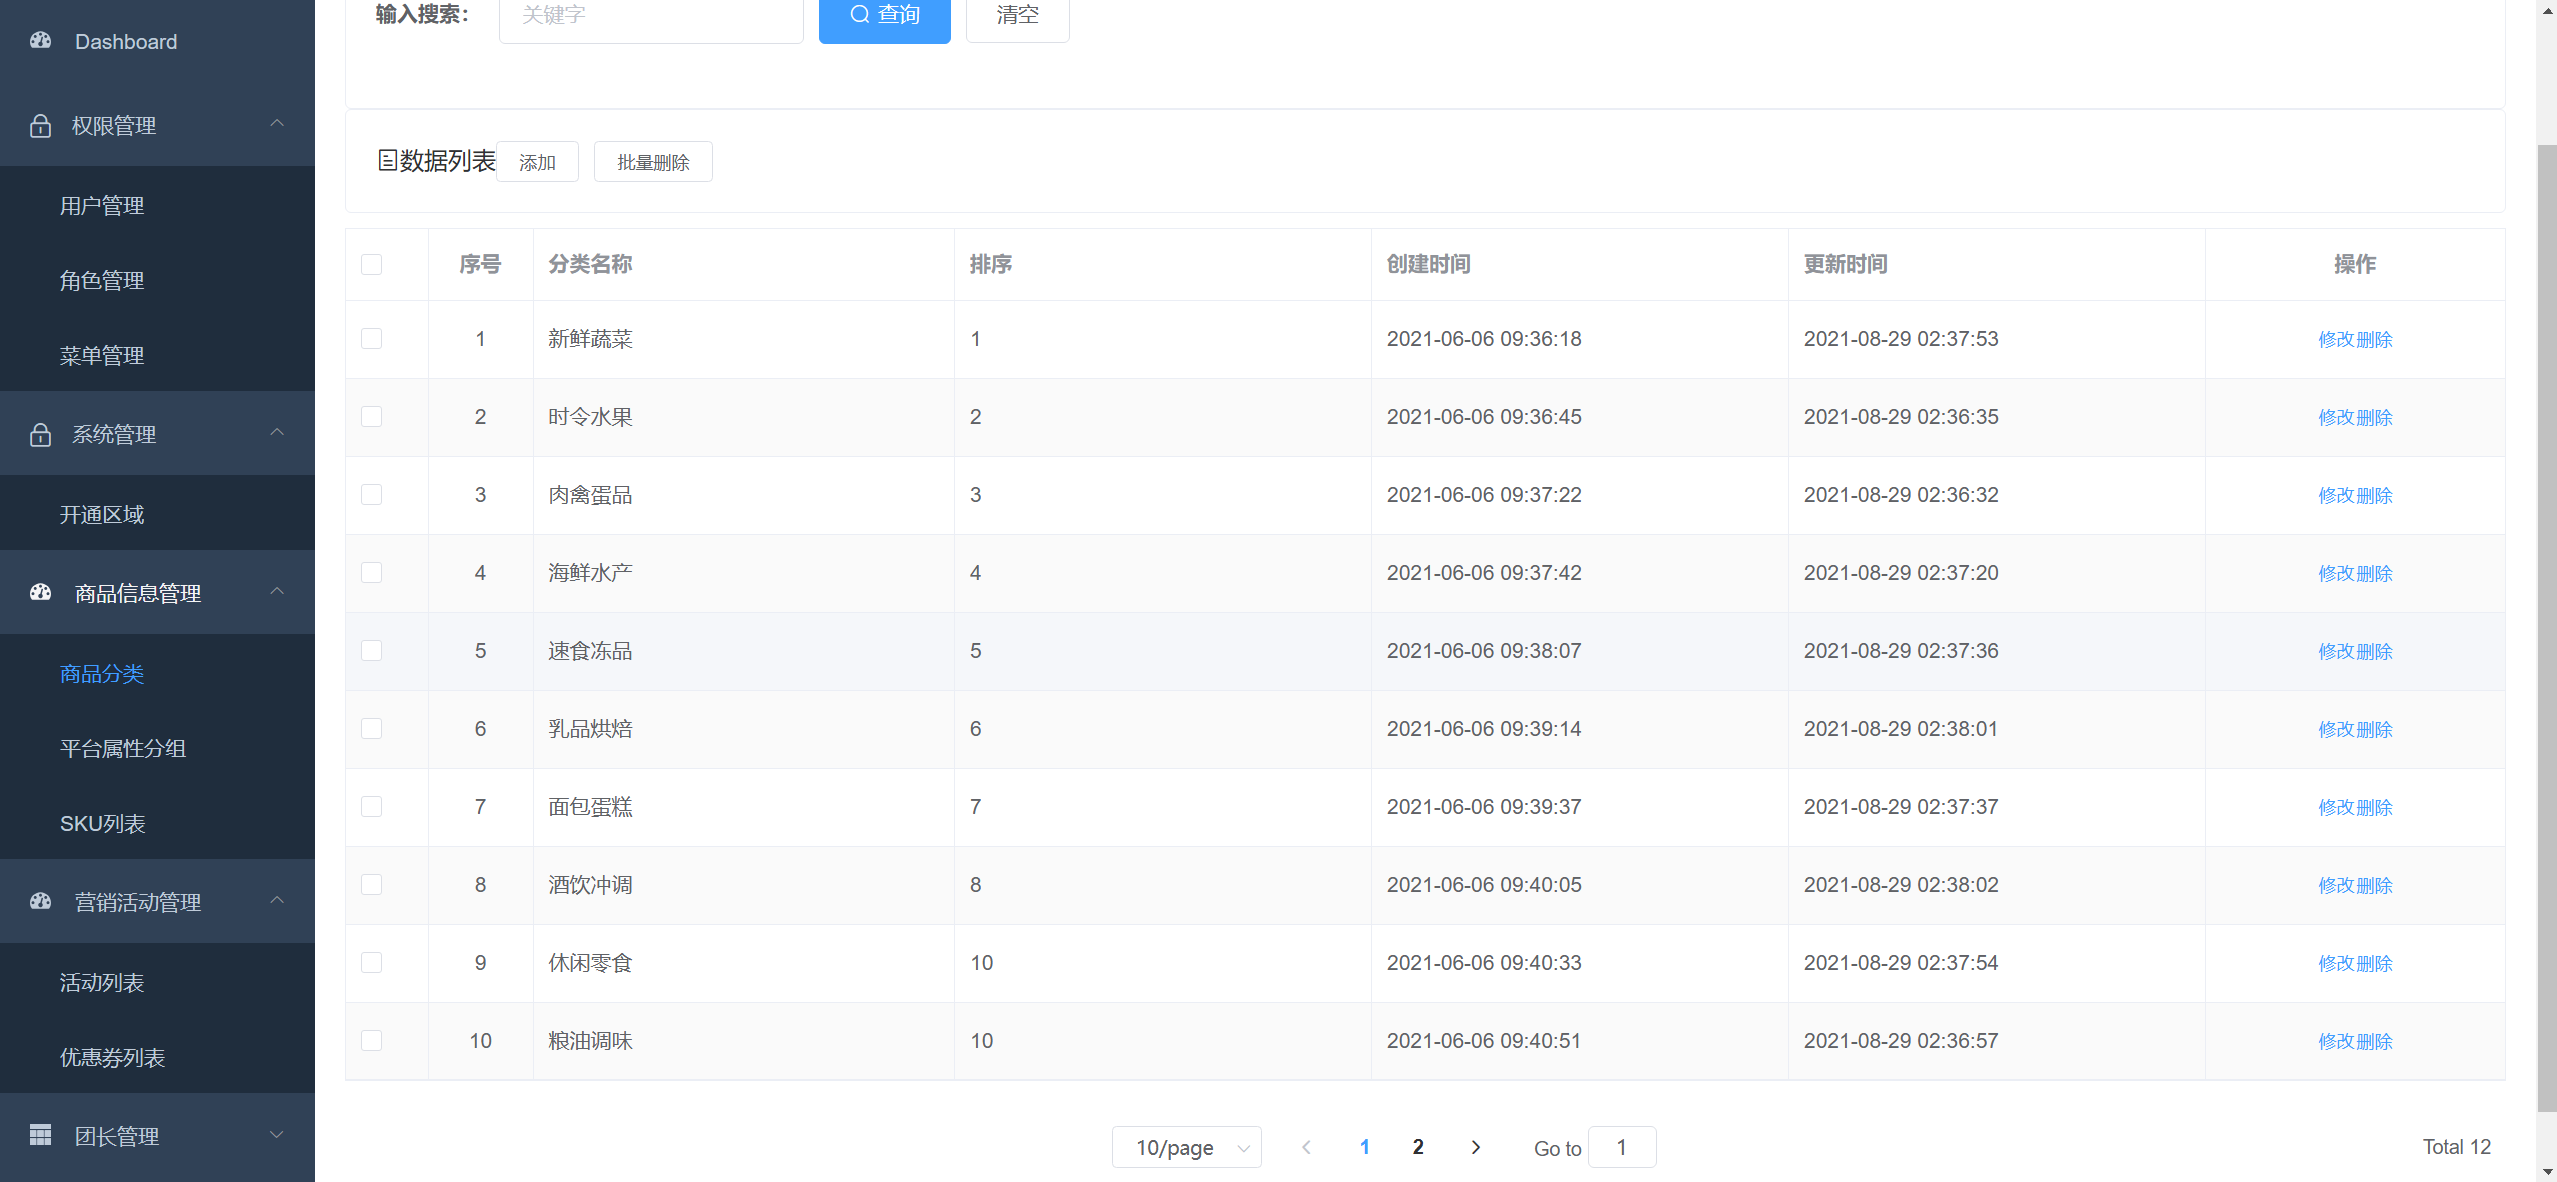 Dashboard
权限管理
用户管理
角色管理
菜单管理
系统管理
开通区域
商品信息管理
商品分类
平台属性分组
SKU列表
营销活动管理
活动列表
优惠券列表
团长管理
输入搜索： 关键字 查询 清空
数据列表 添加 批量删除
序号 分类名称 排序 创建时间 更新时间 操作
1 新鲜蔬菜 1 2021-06-06 09:36:18 2021-08-29 02:37:53 修改删除
2 时令水果 2 2021-06-06 09:36:45 2021-08-29 02:36:35 修改删除
3 肉禽蛋品 3 2021-06-06 09:37:22 2021-08-29 02:36:32 修改删除
4 海鲜水产 4 2021-06-06 09:37:42 2021-08-29 02:37:20 修改删除
5 速食冻品 5 2021-06-06 09:38:07 2021-08-29 02:37:36 修改删除
6 乳品烘焙 6 2021-06-06 09:39:14 2021-08-29 02:38:01 修改删除
7 面包蛋糕 7 2021-06-06 09:39:37 2021-08-29 02:37:37 修改删除
8 酒饮冲调 8 2021-06-06 09:40:05 2021-08-29 02:38:02 修改删除
9 休闲零食 10 2021-06-06 09:40:33 2021-08-29 02:37:54 修改删除
10 粮油调味 10 2021-06-06 09:40:51 2021-08-29 02:36:57 修改删除
10/page 1 2 Go to 1 Total 12